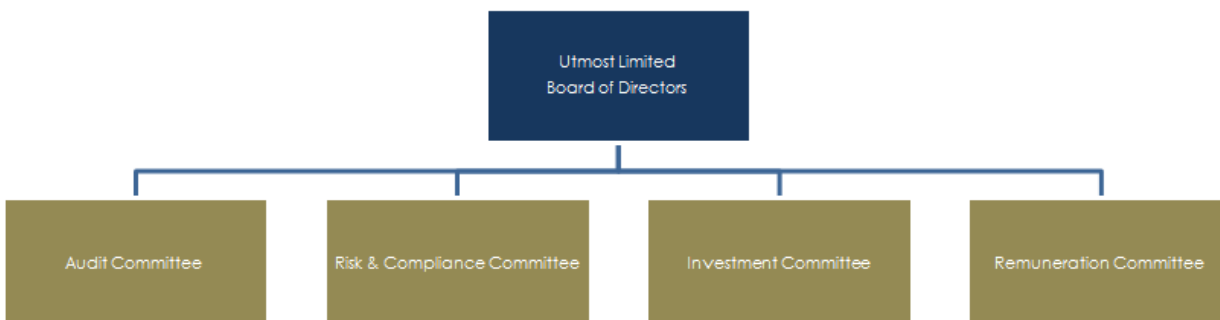 Utmost Limited
Board of Directors
Audit Committee
Risk & Compliance Committee
Investment Committee
Remuneration Committee